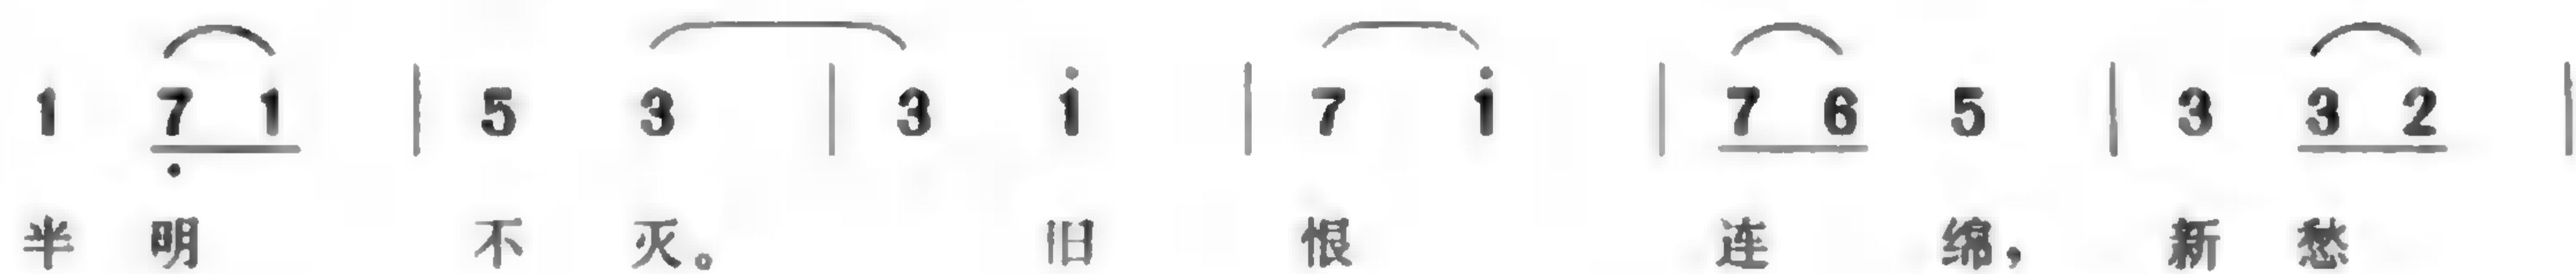 1 7̣ 1 | 5 3 | 3 i | 7 i | 7 6 5 | 3 3 2 |
半明 不灭。 旧恨 连绵，新愁